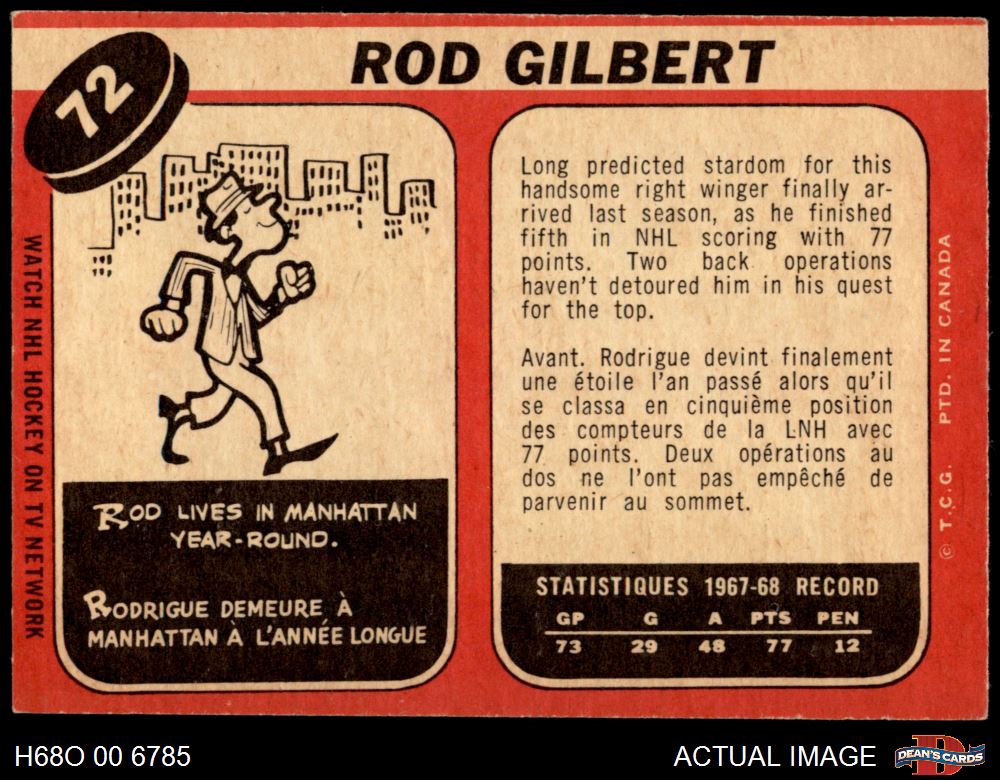 72
ROD GILBERT
WATCH NHL HOCKEY ON TV NETWORK
ROD LIVES IN MANHATTAN
YEAR-ROUND.
RODRIGUE DEMEURE À
MANHATTAN À L'ANNÉE LONGUE
Long predicted stardom for this
handsome right winger finally ar-
rived last season, as he finished
fifth in NHL scoring with 77
points. Two back operations
haven't detoured him in his quest
for the top.
Avant. Rodrigue devint finalement
une étoile l'an passé alors qu'il
se classa en cinquième position
des compteurs de la LNH avec
77 points. Deux opérations au
dos ne l'ont pas empêché de
parvenir au sommet.
STATISTIQUES 1967-68 RECORD
GP G A PTS PEN
73 29 48 77 12
© T.C.G. PTD. IN CANADA
H68O 00 6785
ACTUAL IMAGE
D
DEAN'S CARDS